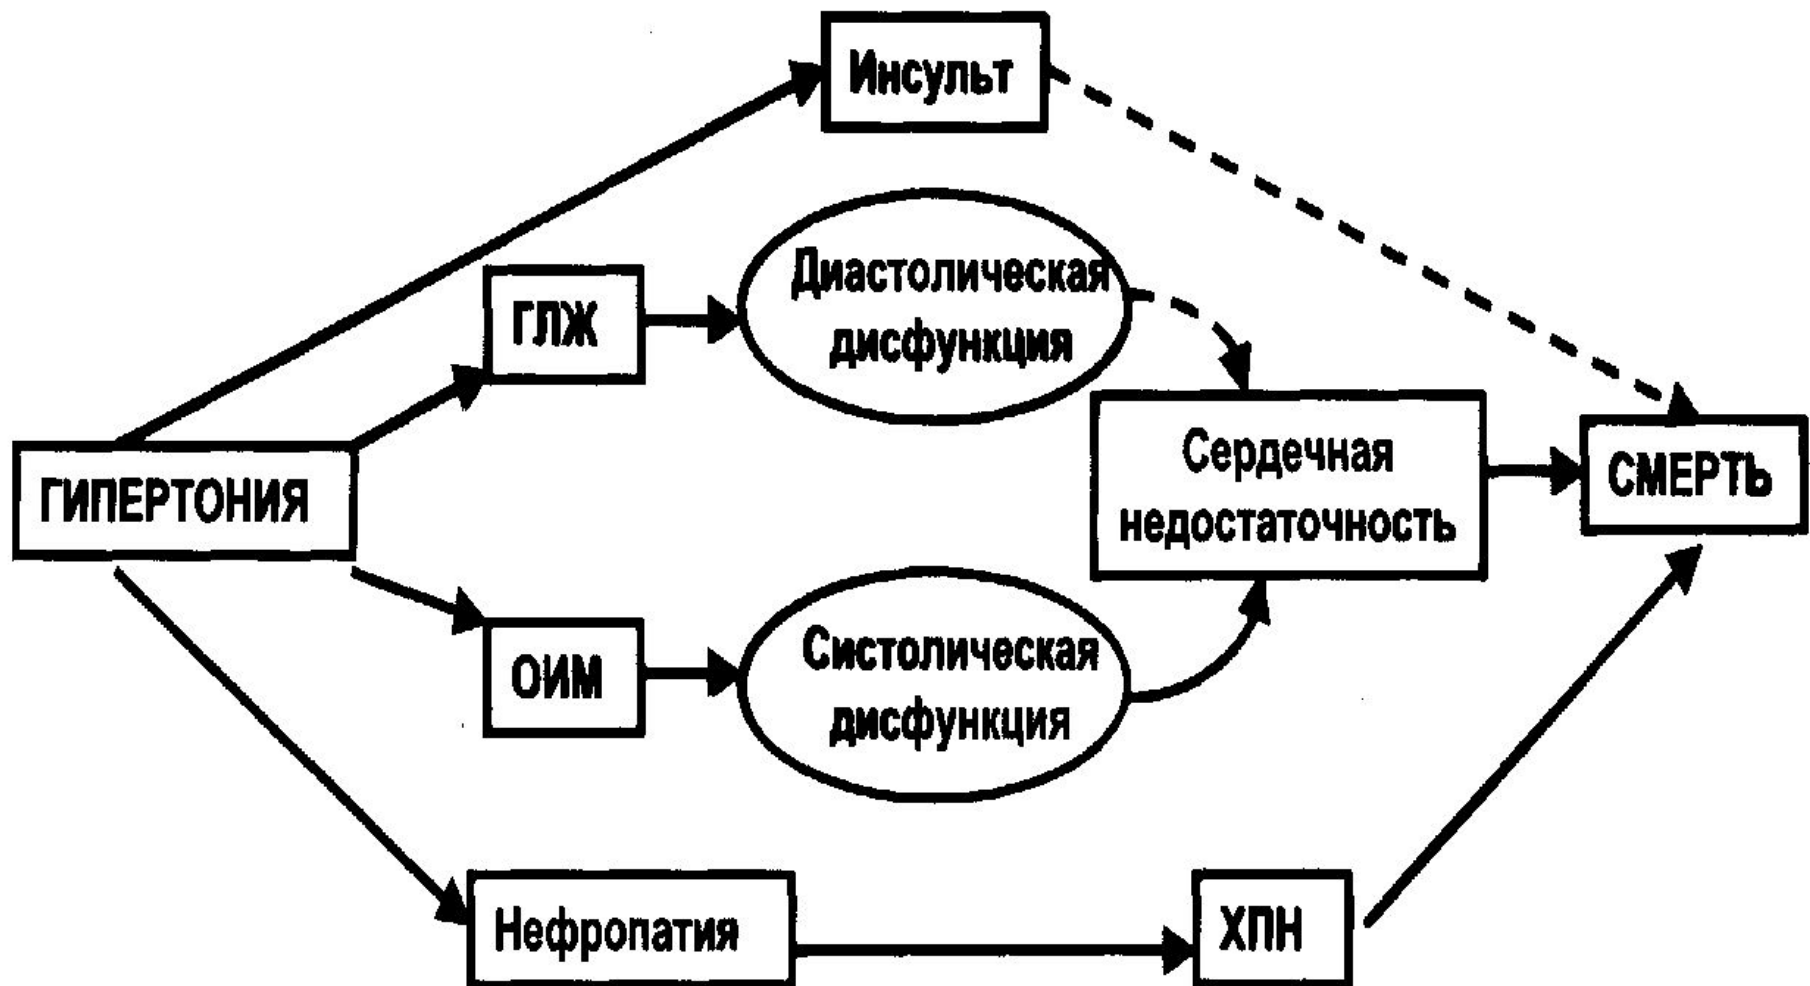 Инсульт
Диастолическая
дисфункция
ГЛЖ
Сердечная
недостаточность
СМЕРТЬ
ГИПЕРТОНИЯ
ОИМ
Систолическая
дисфункция
Нефропатия
ХПН